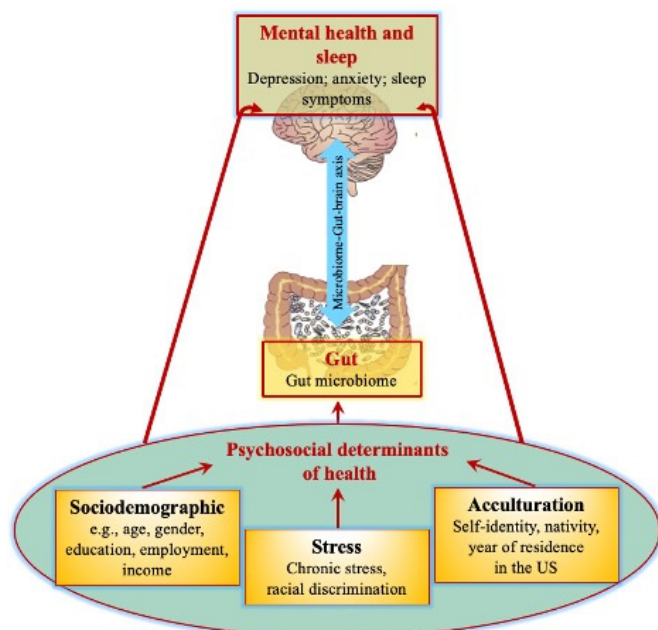 Mental health and
sleep
Depression; anxiety; sleep
symptoms
Microbiome-Gut-brain axis
Gut
Gut microbiome
Psychosocial determinants
of health
Sociodemographic
e.g., age, gender,
education, employment,
income
Stress
Chronic stress,
racial discrimination
Acculturation
Self-identity, nativity,
year of residence
in the US